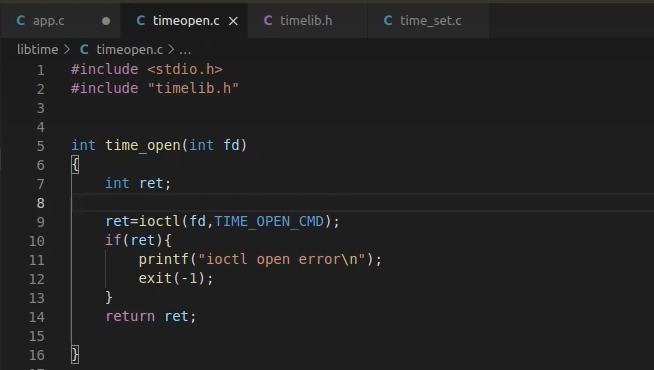 C app.c ● C timeopen.c × C timelib.h C time_set.c
libtime > C timeopen.c > ...
1 #include <stdio.h>
2 #include "timelib.h"
3
4
5 int time_open(int fd)
6 {
7 int ret;
8
9 ret=ioctl(fd,TIME_OPEN_CMD);
10 if(ret){
11 printf("ioctl open error\n");
12 exit(-1);
13 }
14 return ret;
15
16 }